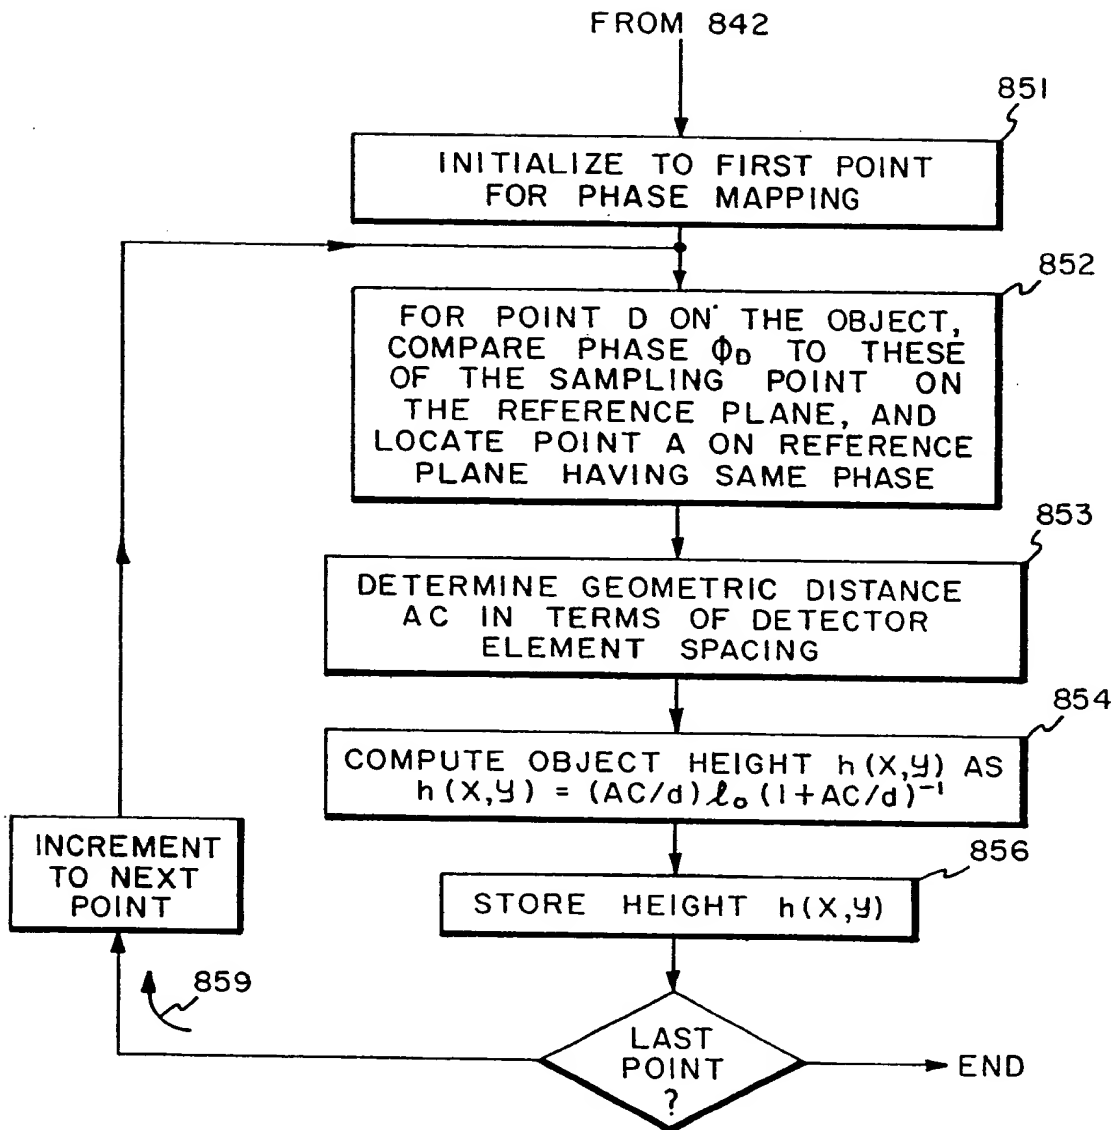 FROM 842
851
INITIALIZE TO FIRST POINT
FOR PHASE MAPPING
852
FOR POINT D ON THE OBJECT,
COMPARE PHASE ΦD TO THESE
OF THE SAMPLING POINT ON
THE REFERENCE PLANE, AND
LOCATE POINT A ON REFERENCE
PLANE HAVING SAME PHASE
853
DETERMINE GEOMETRIC DISTANCE
AC IN TERMS OF DETECTOR
ELEMENT SPACING
854
COMPUTE OBJECT HEIGHT h(X,Y) AS
h(X,Y) = (AC/d) ℓo (1+AC/d)⁻¹
856
STORE HEIGHT h(X,Y)
INCREMENT
TO NEXT
POINT
859
LAST
POINT
?
END